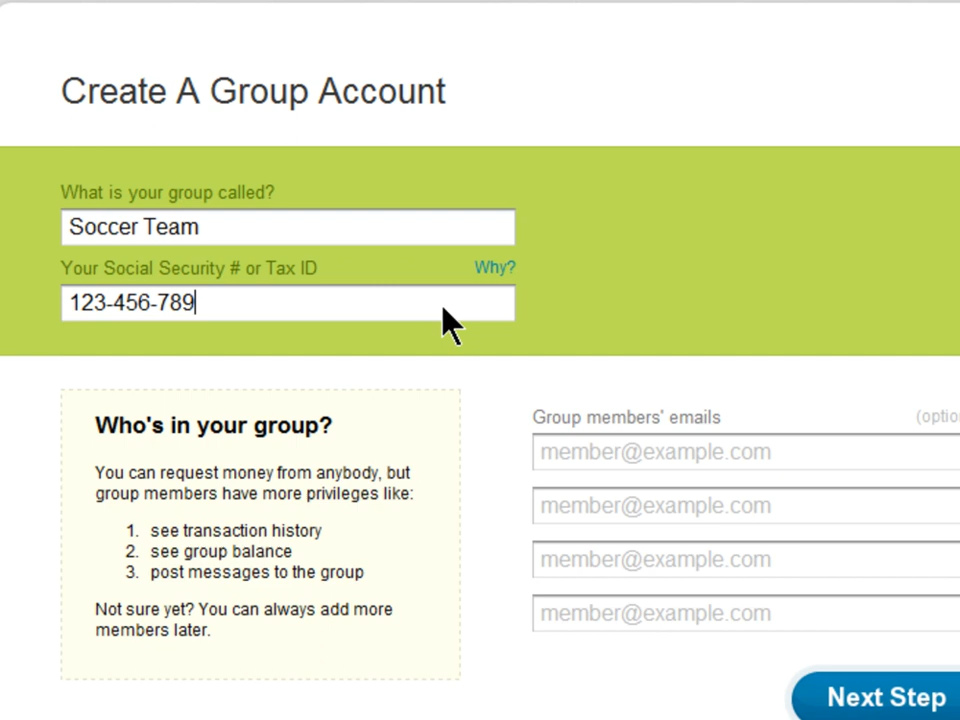 Create A Group Account
What is your group called?
Soccer Team
Your Social Security # or Tax ID Why?
123-456-789
Who's in your group?
You can request money from anybody, but
group members have more privileges like:
1. see transaction history
2. see group balance
3. post messages to the group
Not sure yet? You can always add more
members later.
Group members' emails (optio
member@example.com
member@example.com
member@example.com
member@example.com
Next Step